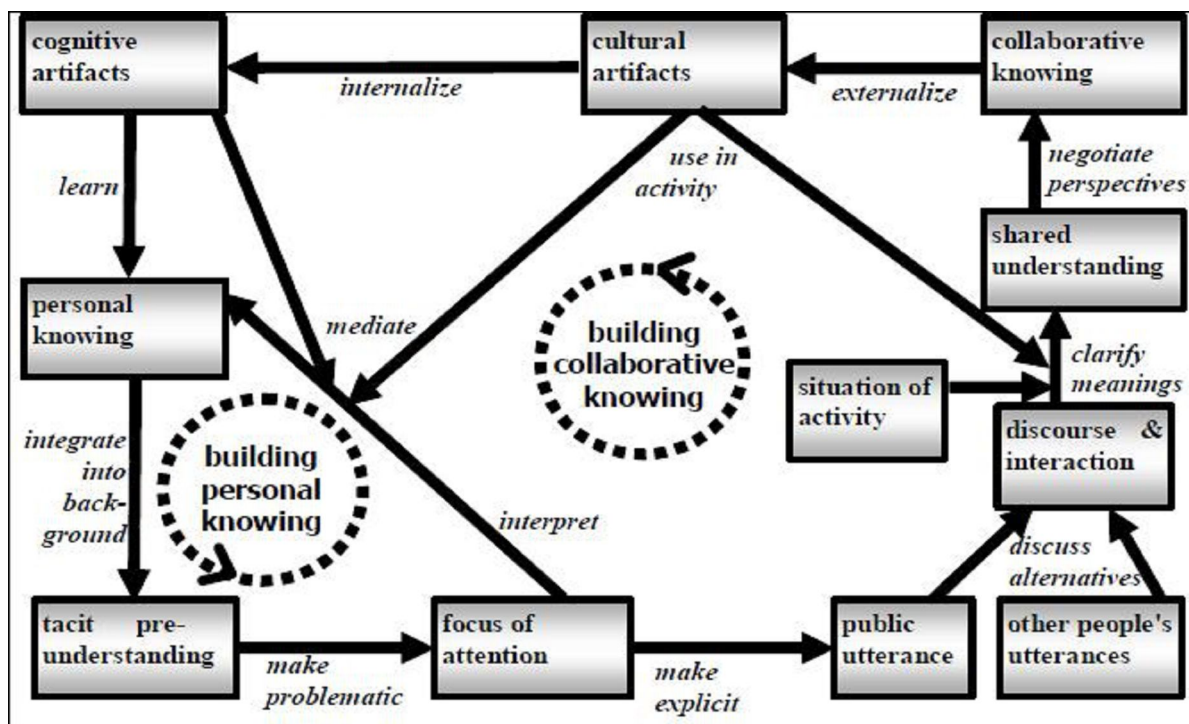 cognitive
artifacts
cultural
artifacts
collaborative
knowing
internalize
externalize
learn
use in
activity
negotiate
perspectives
shared
understanding
personal
knowing
mediate
building
collaborative
knowing
situation of
activity
clarify
meanings
discourse &
interaction
integrate
into
back-
ground
building
personal
knowing
interpret
discuss
alternatives
tacit pre-
understanding
make
problematic
focus of
attention
make
explicit
public
utterance
other people's
utterances